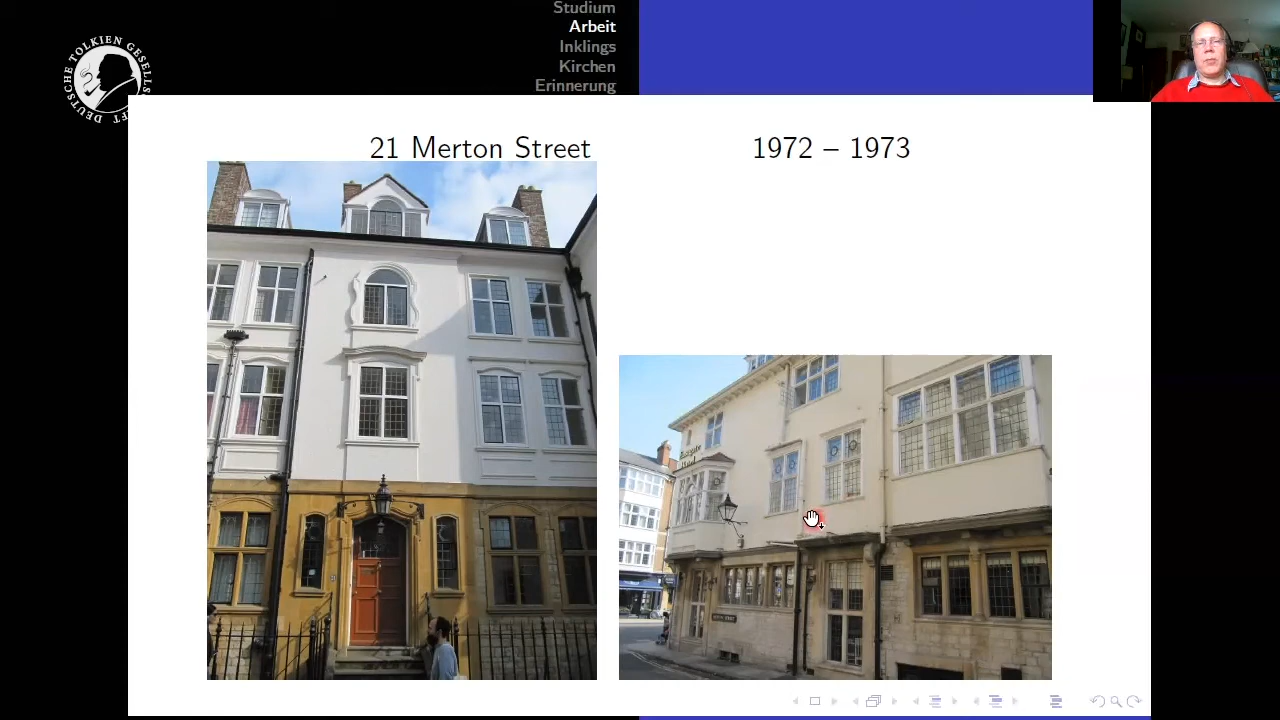 Studium
Arbeit
Inklings
Kirchen
Erinnerung
DEUTSCHE TOLKIEN GESELLSCHAFT
21 Merton Street
1972 – 1973